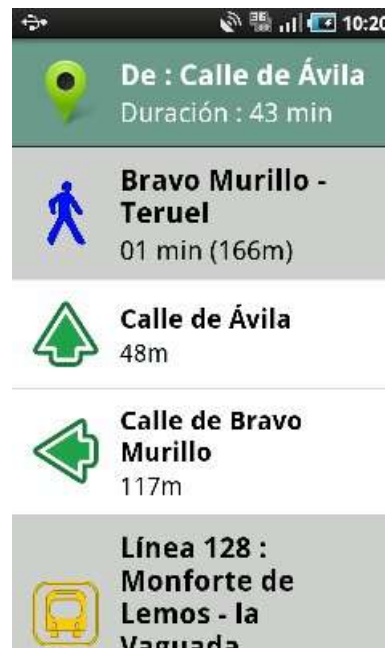 10:20
De : Calle de Ávila
Duración : 43 min
Bravo Murillo -
Teruel
01 min (166m)
Calle de Ávila
48m
Calle de Bravo
Murillo
117m
Línea 128 :
Monforte de
Lemos - la
Vaguada